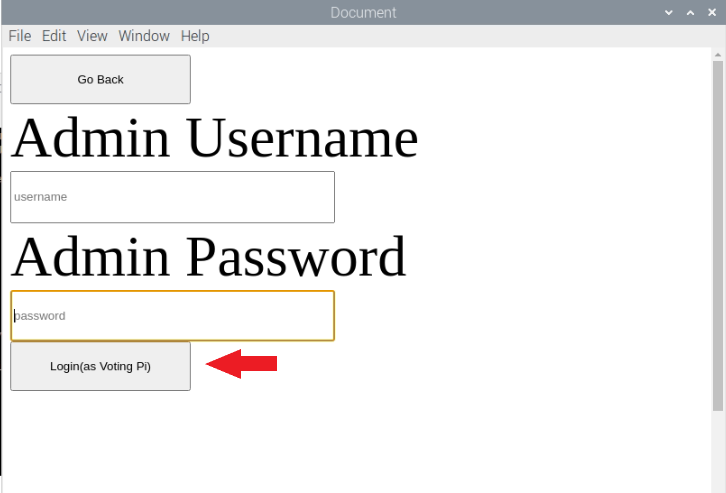 Document
File Edit View Window Help
Go Back
Admin Username
username
Admin Password
password
Login(as Voting Pi)